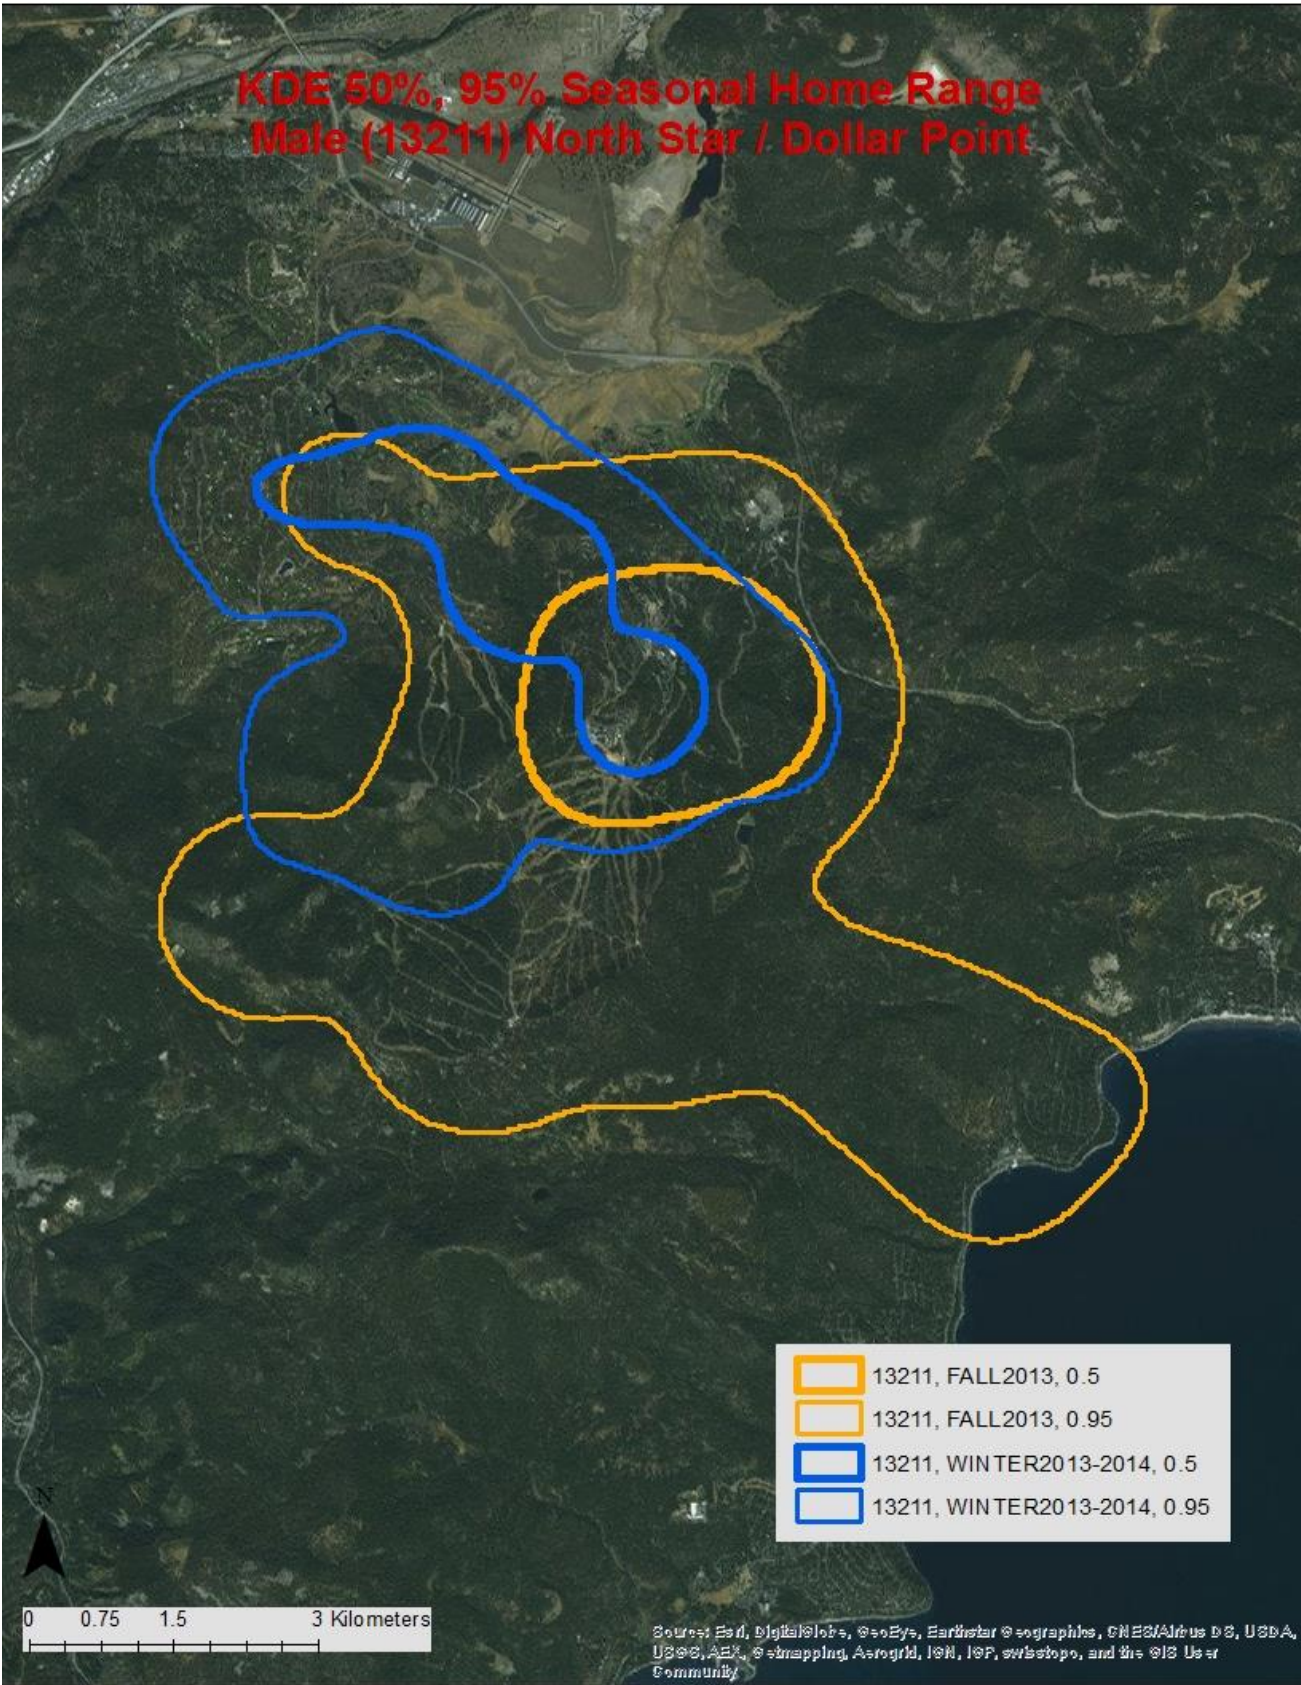 KDE 50%, 95% Seasonal Home Range
Male (13211) North Star / Dollar Point
13211, FALL2013, 0.5
13211, FALL2013, 0.95
13211, WINTER2013-2014, 0.5
13211, WINTER2013-2014, 0.95
N
0 0.75 1.5 3 Kilometers
Source: Esri, DigitalGlobe, GeoEye, Earthstar Geographics, CNES/Airbus DS, USDA,
USGS, AEX, Getmapping, Aerogrid, IGN, IGP, swisstopo, and the GIS User
Community